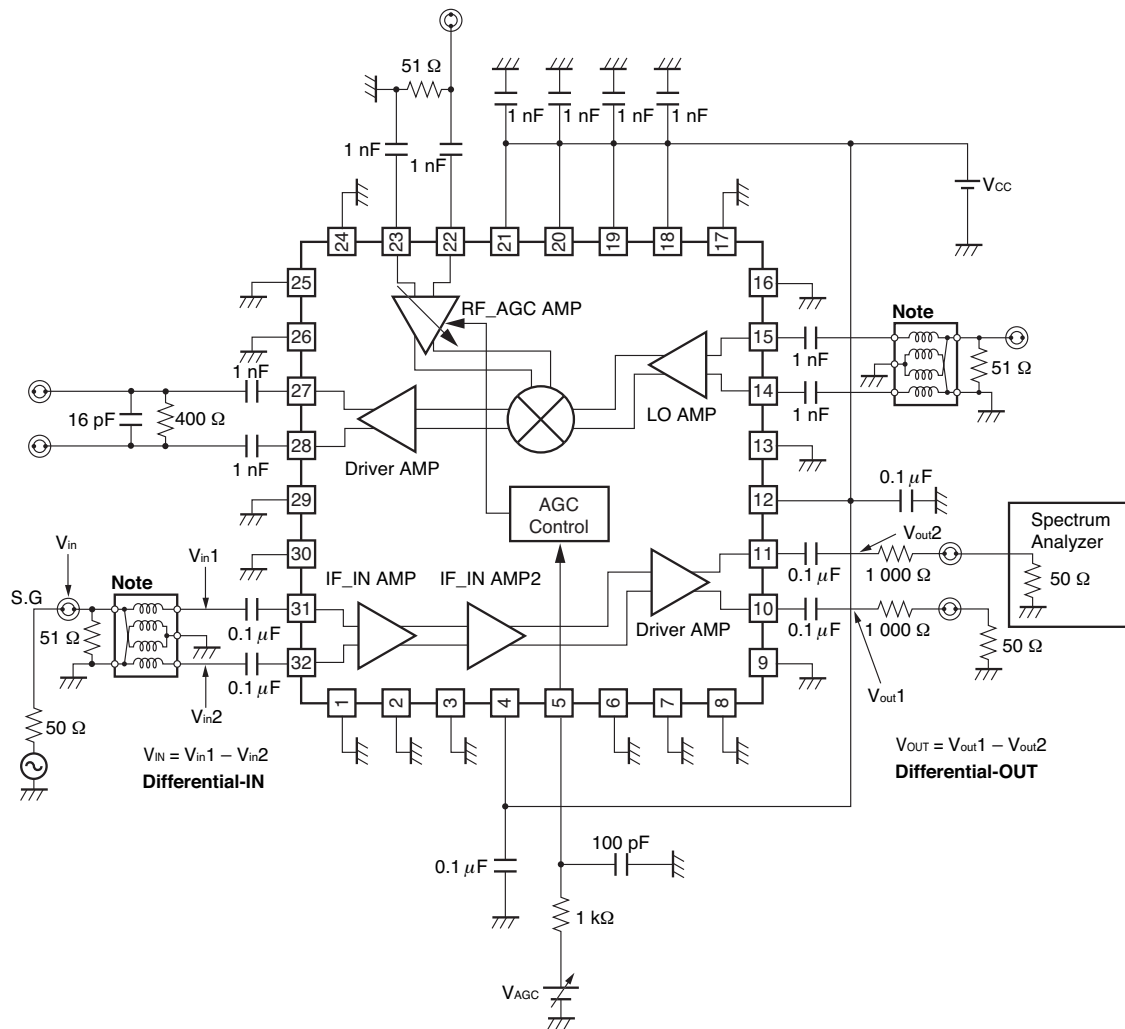 51 Ω
1 nF
1 nF
1 nF
1 nF
1 nF
1 nF
VCC
24
23
22
21
20
19
18
17
25
16
RF_AGC AMP
Note
26
15
1 nF
1 nF
51 Ω
27
14
16 pF
400 Ω
LO AMP
1 nF
28
13
1 nF
Driver AMP
0.1 μF
29
12
AGC
Control
Spectrum
Analyzer
Vin
Vin1
30
11
Vout2
0.1 μF
1 000 Ω
50 Ω
S.G
Note
IF_IN AMP
IF_IN AMP2
31
10
51 Ω
0.1 μF
Driver AMP
0.1 μF
1 000 Ω
50 Ω
32
9
0.1 μF
Vin2
Vout1
1
2
3
4
5
6
7
8
50 Ω
VIN = Vin1 – Vin2
Differential-IN
VOUT = Vout1 – Vout2
Differential-OUT
100 pF
0.1 μF
1 kΩ
VAGC